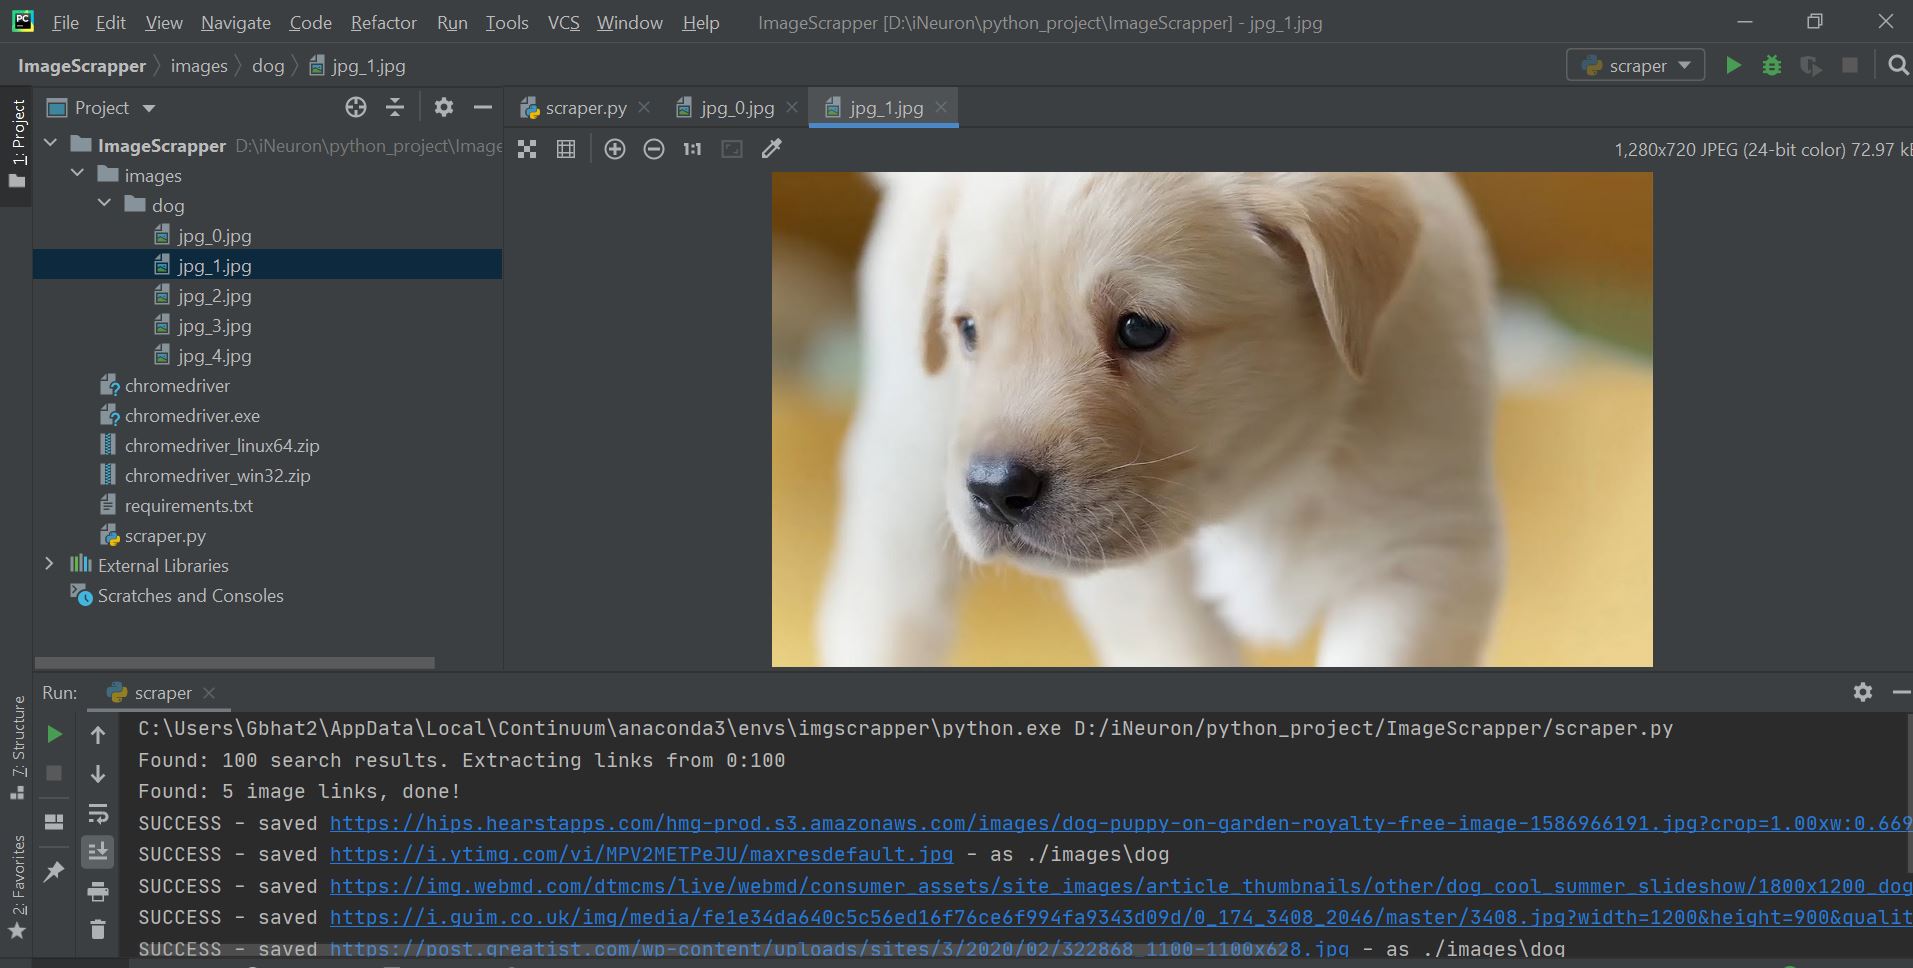 PC File Edit View Navigate Code Refactor Run Tools VCS Window Help ImageScrapper [D:\iNeuron\python_project\ImageScrapper] - jpg_1.jpg
ImageScrapper images dog jpg_1.jpg scraper
1: Project
Project
scraper.py jpg_0.jpg jpg_1.jpg
ImageScrapper D:\iNeuron\python_project\Image
1:1 1,280x720 JPEG (24-bit color) 72.97 kB
images
dog
jpg_0.jpg
jpg_1.jpg
jpg_2.jpg
jpg_3.jpg
jpg_4.jpg
chromedriver
chromedriver.exe
chromedriver_linux64.zip
chromedriver_win32.zip
requirements.txt
scraper.py
External Libraries
Scratches and Consoles
Run: scraper
7: Structure
2: Favorites
C:\Users\Gbhat2\AppData\Local\Continuum\anaconda3\envs\imgscrapper\python.exe D:/iNeuron/python_project/ImageScrapper/scraper.py
Found: 100 search results. Extracting links from 0:100
Found: 5 image links, done!
SUCCESS - saved https://hips.hearstapps.com/hmg-prod.s3.amazonaws.com/images/dog-puppy-on-garden-royalty-free-image-1586966191.jpg?crop=1.00xw:0.669
SUCCESS - saved https://i.ytimg.com/vi/MPV2METPeJU/maxresdefault.jpg - as ./images\dog
SUCCESS - saved https://img.webmd.com/dtmcms/live/webmd/consumer_assets/site_images/article_thumbnails/other/dog_cool_summer_slideshow/1800x1200_dog
SUCCESS - saved https://i.guim.co.uk/img/media/fe1e34da640c5c56ed16f76ce6f994fa9343d09d/0_174_3408_2046/master/3408.jpg?width=1200&height=900&qualit
SUCCESS - saved https://post.greatist.com/wp-content/uploads/sites/3/2020/02/322868_1100-1100x628.jpg - as ./images\dog